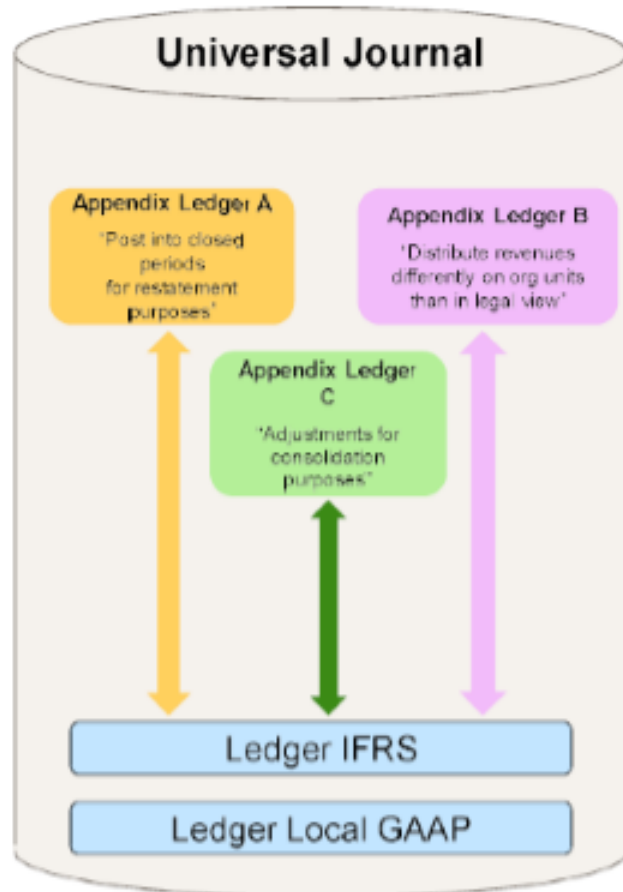 Universal Journal
Appendix Ledger A
"Post into closed
periods
for restatement
purposes"
Appendix Ledger B
"Distribute revenues
differently on org units
than in legal view"
Appendix Ledger
C
"Adjustments for
consolidation
purposes"
Ledger IFRS
Ledger Local GAAP